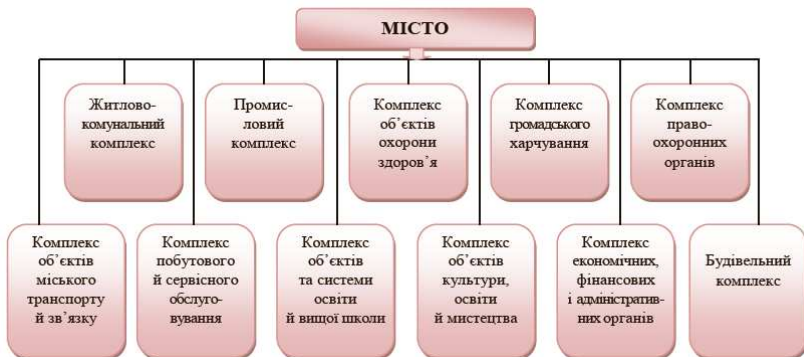 МІСТО
Житлово-
комунальний
комплекс
Промис-
ловий
комплекс
Комплекс
об’єктів
охорони
здоров’я
Комплекс
громадського
харчування
Комплекс
право-
охоронних
органів
Комплекс
об’єктів
міського
транспорту
й зв’язку
Комплекс
побутового
й сервісного
обслуго-
вування
Комплекс
об’єктів
та системи
освіти
й вищої школи
Комплекс
об’єктів
культури,
освіти
й мистецтва
Комплекс
економічних,
фінансових
і адміністратив-
них органів
Будівельний
комплекс